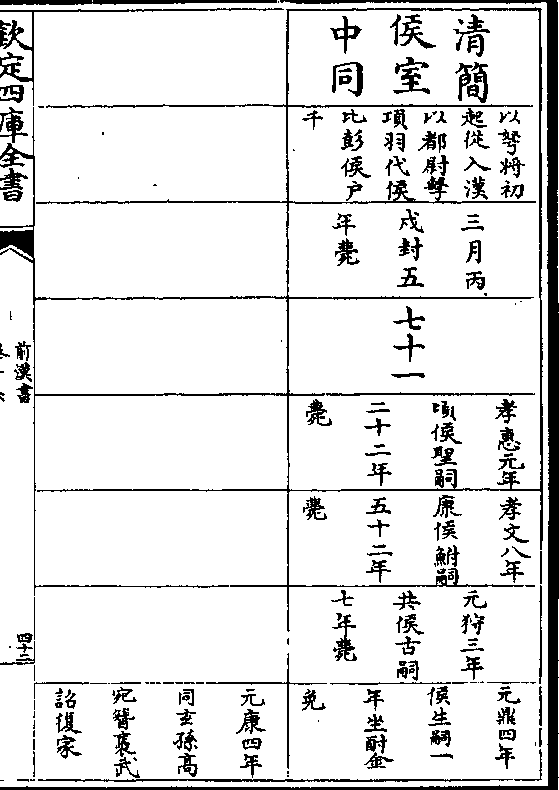 清簡
侯室
中同
以弩將初
起從入漢
以都尉擊
項羽代侯
比彭侯户
千
三月丙
戍封五
年薨
七十一
孝惠元年
頃侯聖嗣
二十二年
薨
孝文八年
康侯鮒嗣
五十二年
薨
元狩三年
共侯古嗣
七年薨
元鼎四年
侯生嗣一
年坐酎金
免
元康四年
同玄孫高
宛簪褭武
詔復家
欽定四庫全書
前漢書
四十二